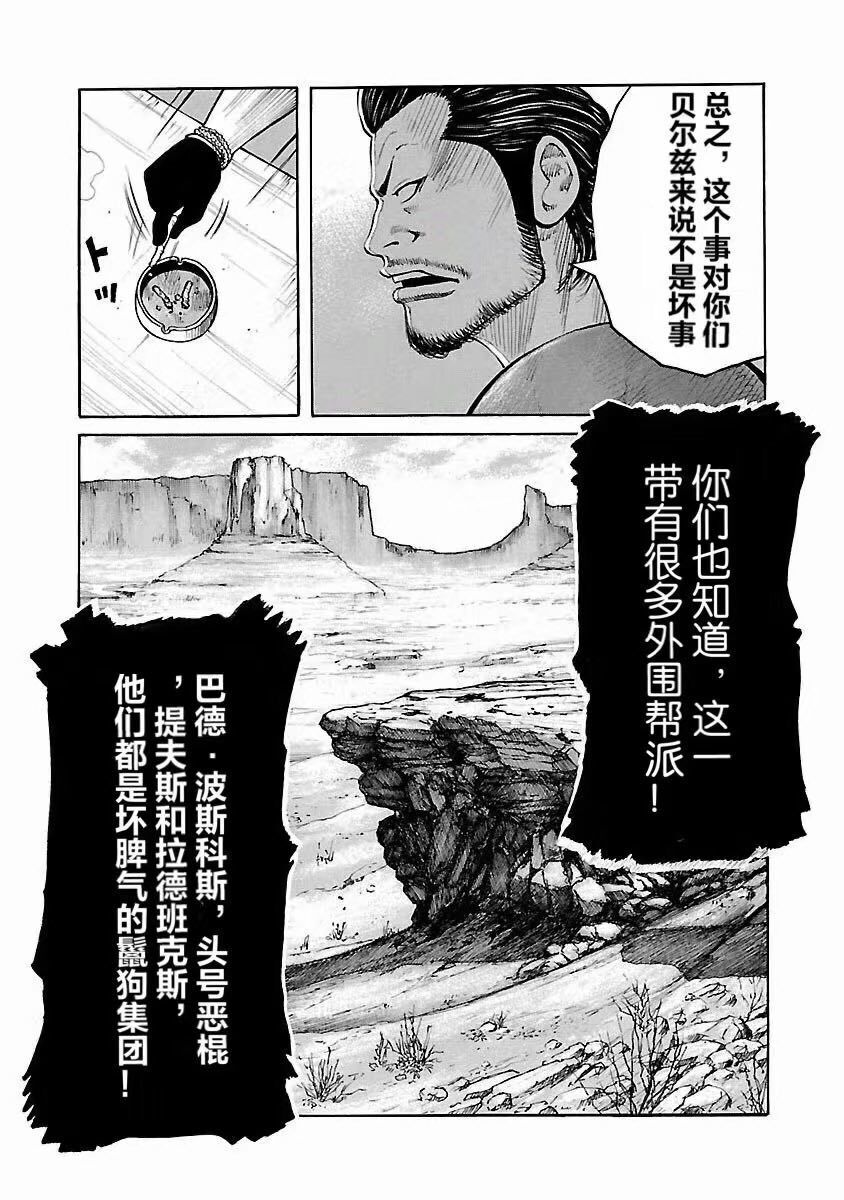 总之，这个事对你们
贝尔兹来说不是坏事
トッ
你们也知道，这一
带有很多外围帮派！
巴德·波斯科斯，头号恶棍
，提夫斯和拉德班克斯，
他们都是坏脾气的鬣狗集团！